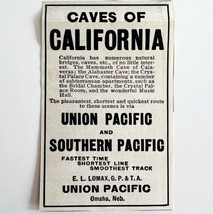 CAVES OF
CALIFORNIA
California has numerous natural
bridges, caves, etc., of no little inter-
est. The Mammoth Cave of Cala-
veras; the Alabaster Cave; the Crys-
tal Palace Cave, containing a number
of subterranean apartments, such as
the Bridal Chamber, the Crystal Pal-
ace Room, and the wonderful Music
Hall.
The pleasantest, shortest and quickest route
to these scenes is via
UNION PACIFIC
AND
SOUTHERN PACIFIC
FASTEST TIME
SHORTEST LINE
SMOOTHEST TRACK
E. L. LOMAX, G. P. & T. A.
UNION PACIFIC
Omaha, Neb.